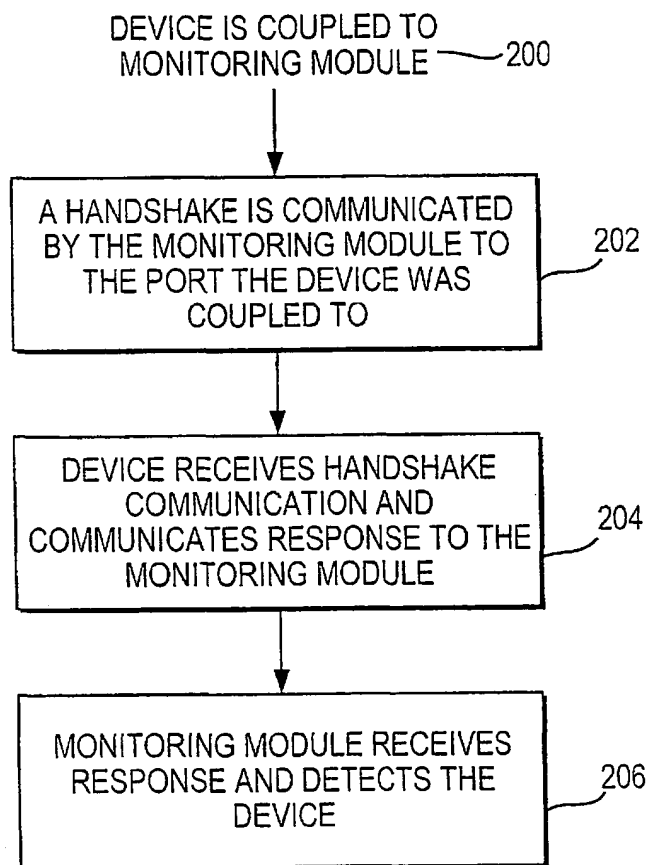 DEVICE IS COUPLED TO
MONITORING MODULE 200
A HANDSHAKE IS COMMUNICATED
BY THE MONITORING MODULE TO
THE PORT THE DEVICE WAS
COUPLED TO
202
DEVICE RECEIVES HANDSHAKE
COMMUNICATION AND
COMMUNICATES RESPONSE TO THE
MONITORING MODULE
204
MONITORING MODULE RECEIVES
RESPONSE AND DETECTS THE
DEVICE
206